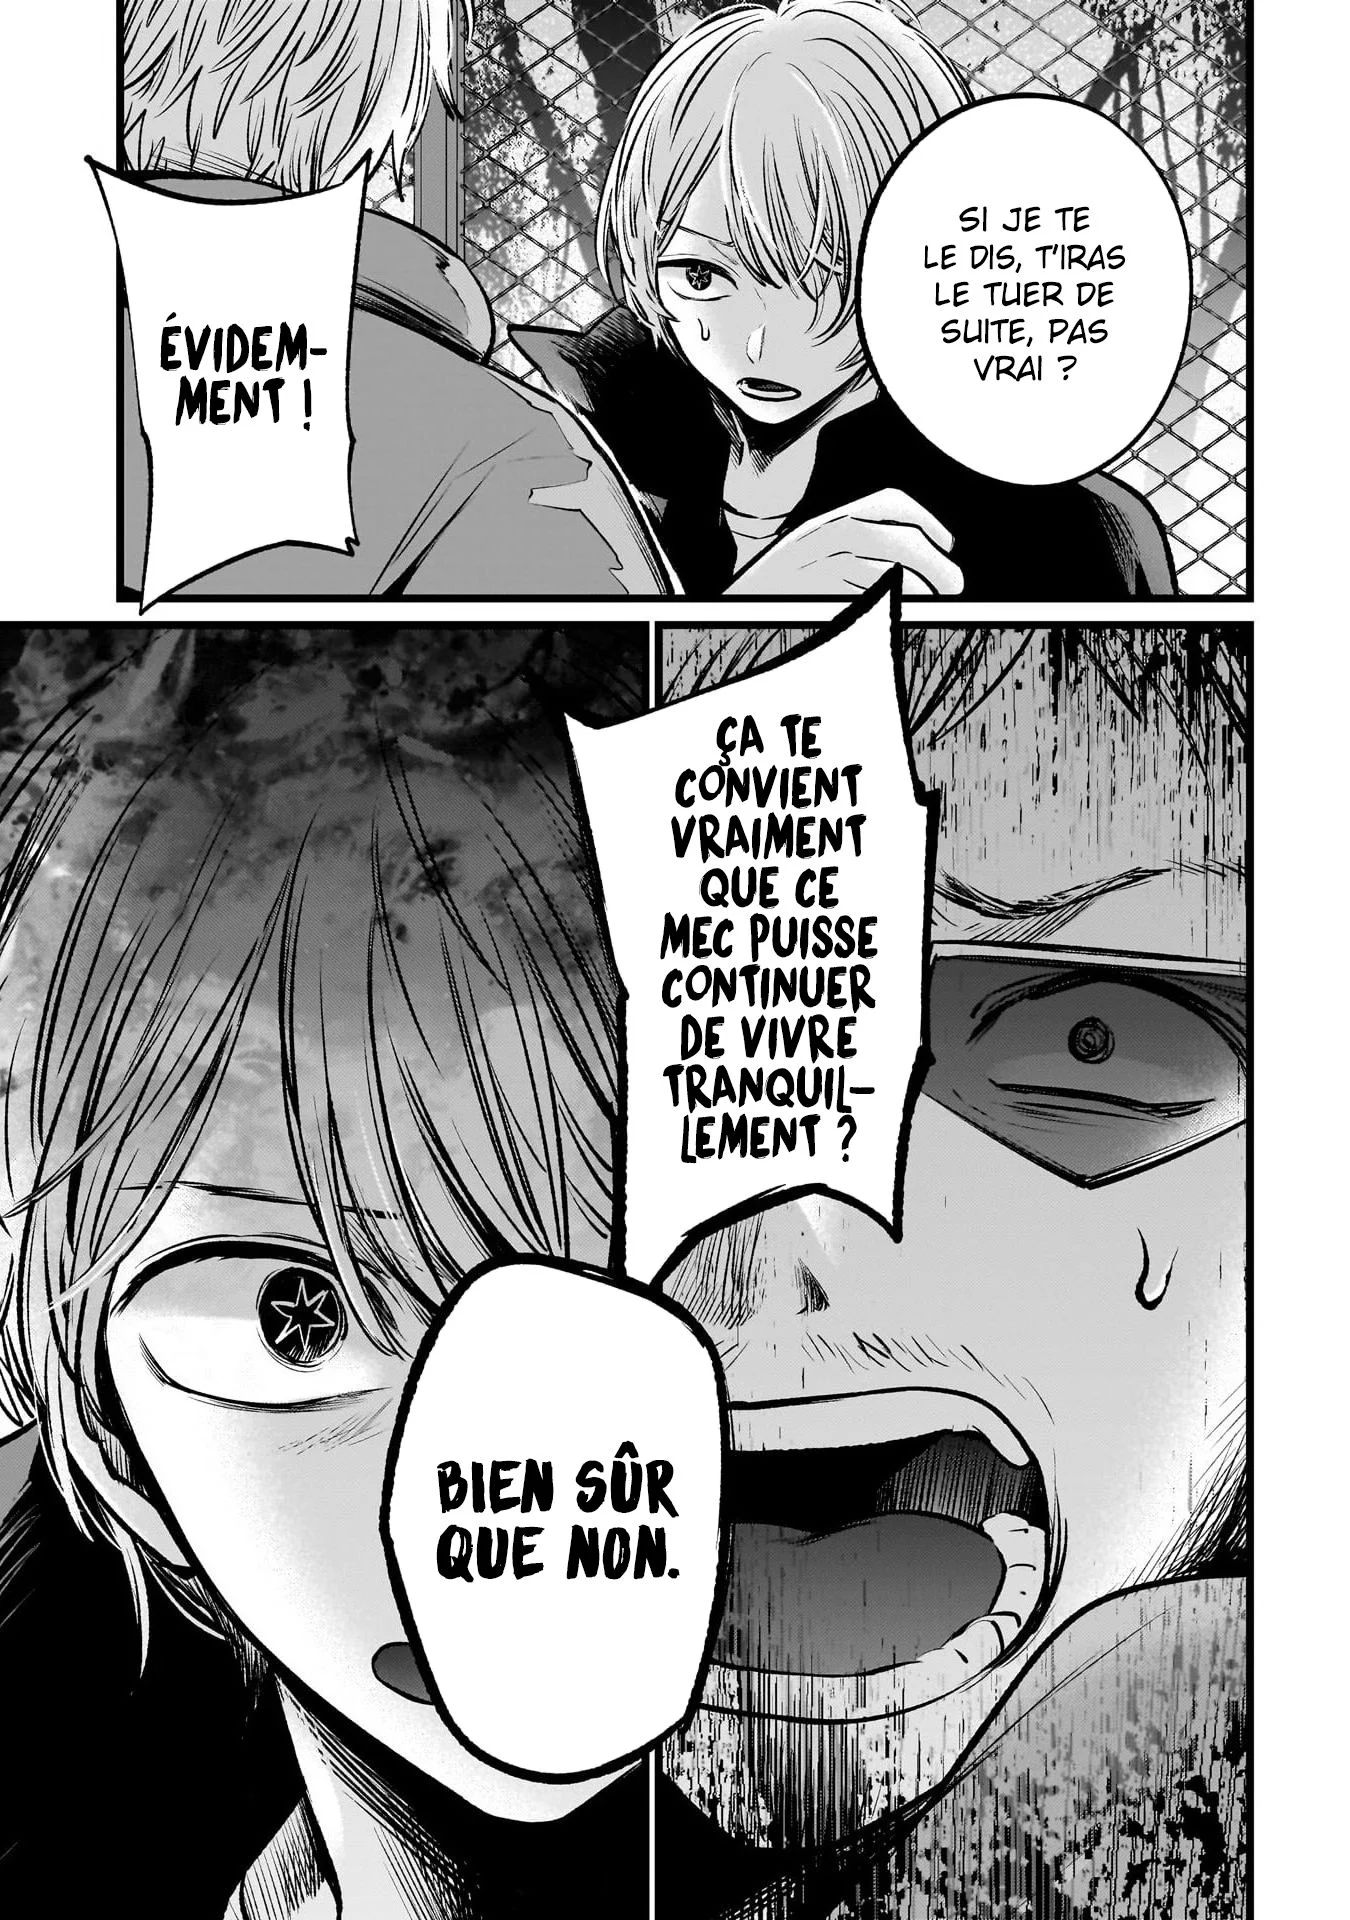 SI JE TE
LE DIS, T'IRAS
LE TUER DE
SUITE, PAS
VRAI ?
ÉVIDEM-
MENT !
ÇA TE
CONVIENT
VRAIMENT
QUE CE
MEC PUISSE
CONTINUER
DE VIVRE
TRANQUIL-
LEMENT ?
BIEN SÛR
QUE NON.